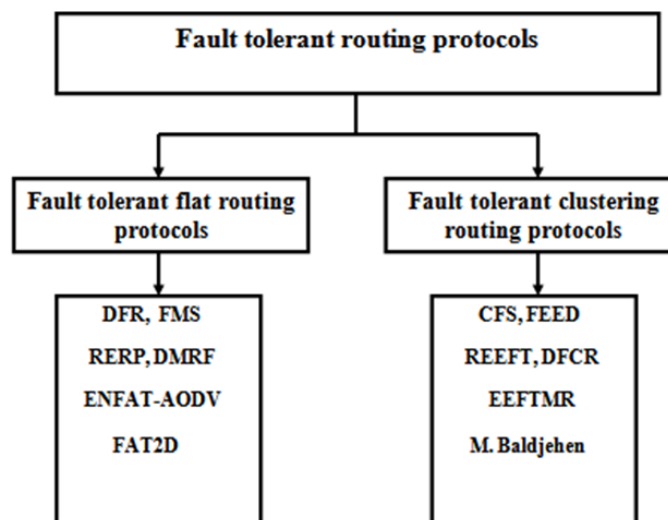 Fault tolerant routing protocols
Fault tolerant flat routing
protocols
Fault tolerant clustering
routing protocols
DFR, FMS
RERP, DMRF
ENFAT-AODV
FAT2D
CFS, FEED
REEFT, DFCR
EEFTMR
M. Baldjehen